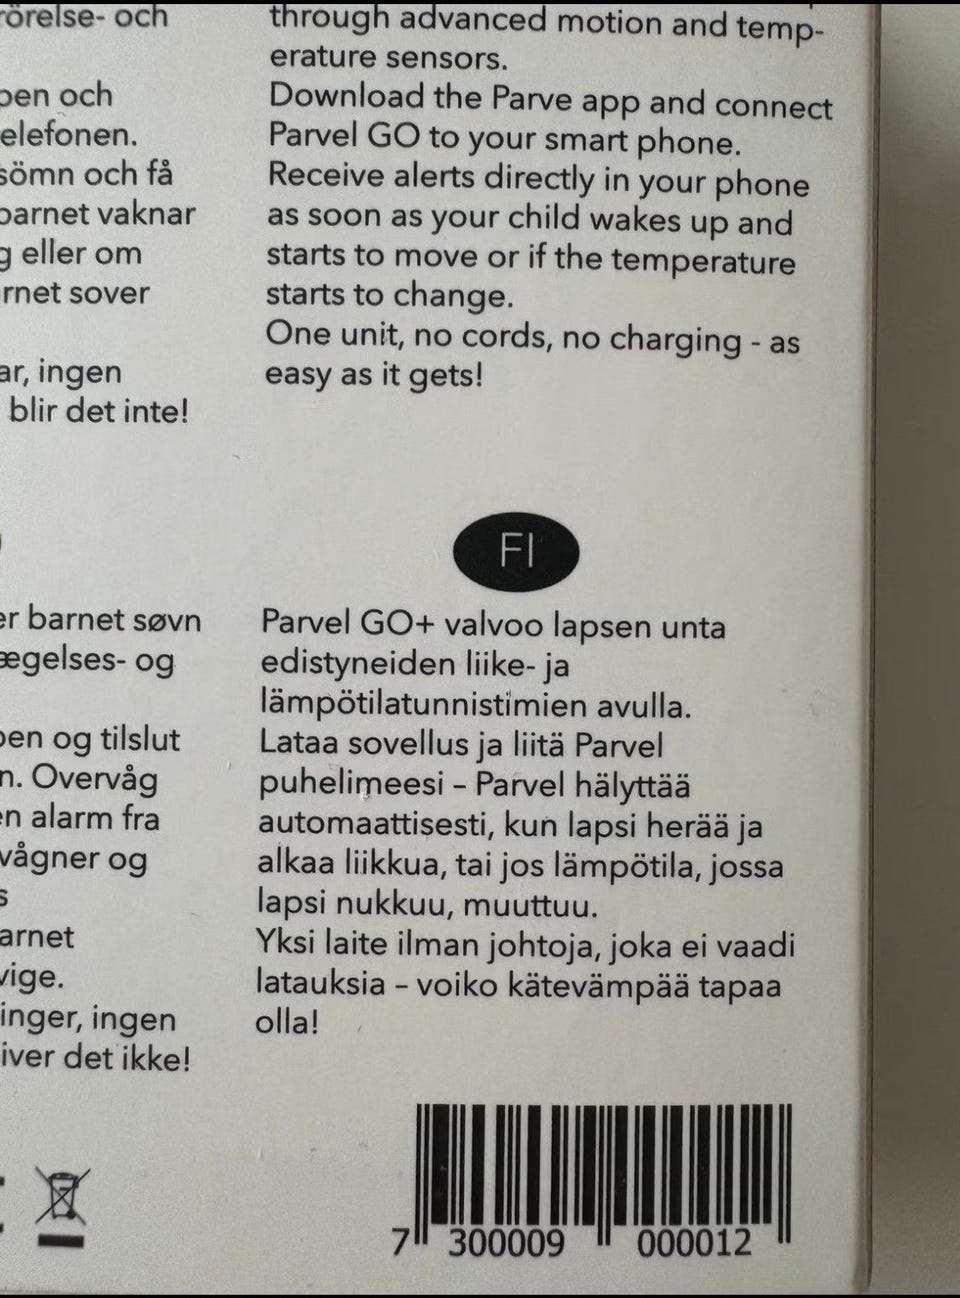 rörelse- och
pen och
elefonen.
sömn och få
barnet vaknar
g eller om
rnet sover
ar, ingen
blir det inte!
through advanced motion and temp-
erature sensors.
Download the Parve app and connect
Parvel GO to your smart phone.
Receive alerts directly in your phone
as soon as your child wakes up and
starts to move or if the temperature
starts to change.
One unit, no cords, no charging - as
easy as it gets!
er barnet søvn
ægelses- og
pen og tilslut
n. Overvåg
en alarm fra
vågner og
s
arnet
vige.
inger, ingen
iver det ikke!
FI
Parvel GO+ valvoo lapsen unta
edistyneiden liike- ja
lämpötilatunnistimien avulla.
Lataa sovellus ja liitä Parvel
puhelimeesi – Parvel hälyttää
automaattisesti, kun lapsi herää ja
alkaa liikkua, tai jos lämpötila, jossa
lapsi nukkuu, muuttuu.
Yksi laite ilman johtoja, joka ei vaadi
latauksia – voiko kätevämpää tapaa
olla!
7 300009 000012